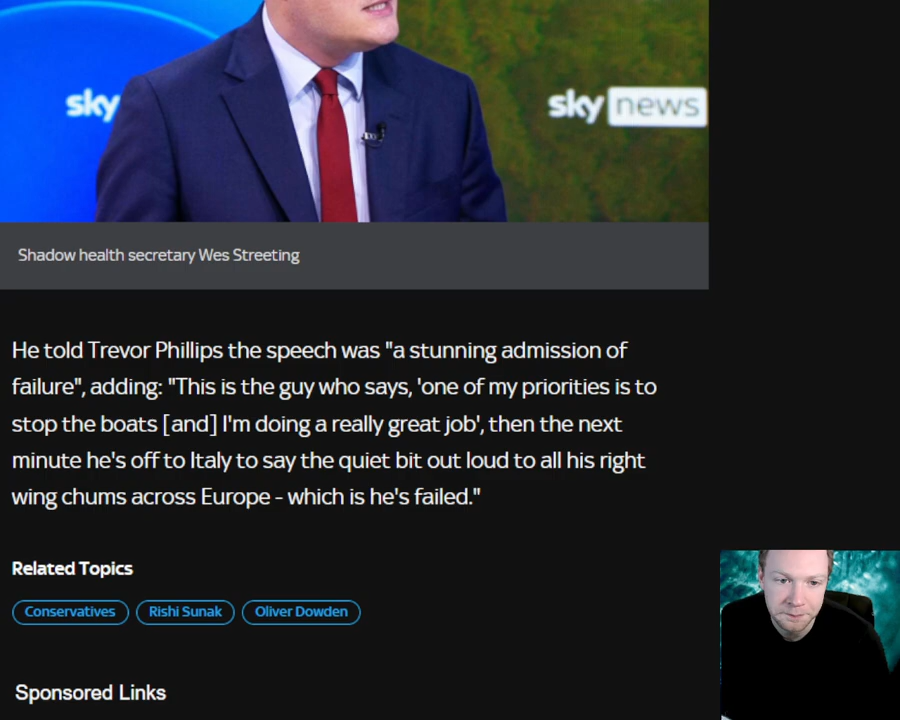 sky
sky news
Shadow health secretary Wes Streeting
He told Trevor Phillips the speech was "a stunning admission of
failure", adding: "This is the guy who says, 'one of my priorities is to
stop the boats [and] I'm doing a really great job', then the next
minute he's off to Italy to say the quiet bit out loud to all his right
wing chums across Europe - which is he's failed."
Related Topics
Conservatives Rishi Sunak Oliver Dowden
Sponsored Links